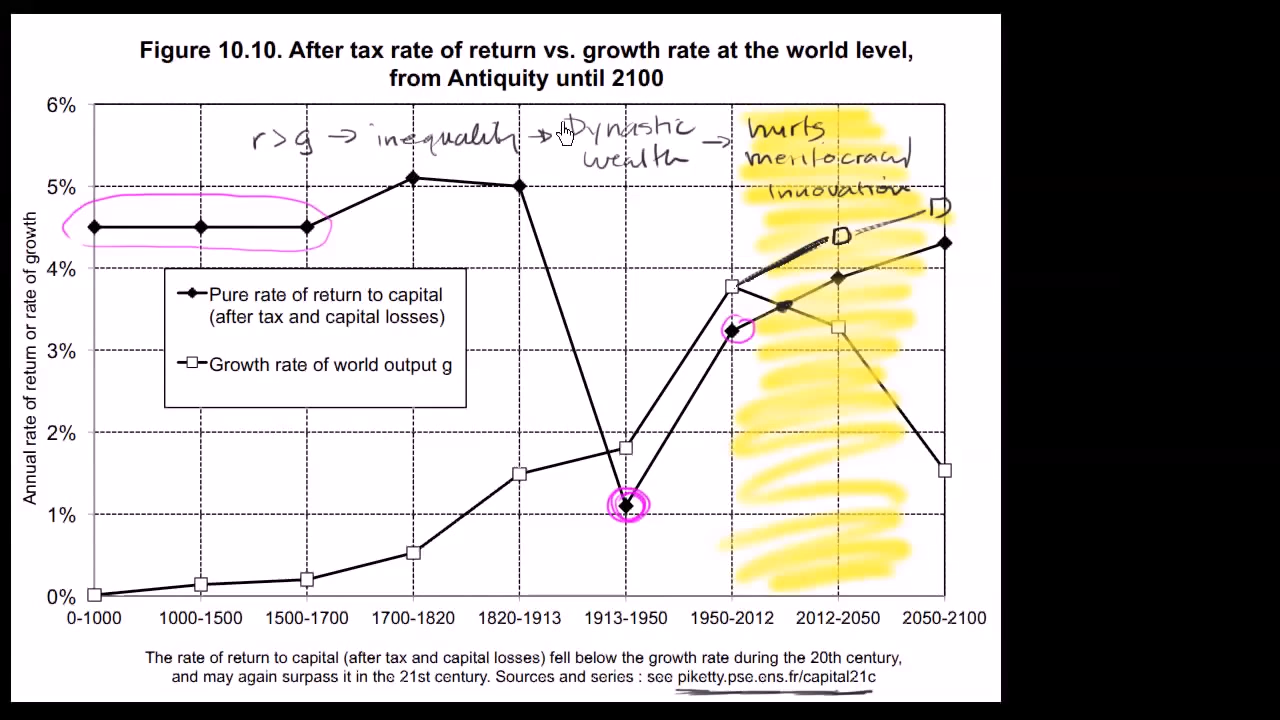 Figure 10.10. After tax rate of return vs. growth rate at the world level,
from Antiquity until 2100
6%
r>g → inequality → Dynastic
wealth → hurts
meritocracy
innovation
5%
4%
3%
2%
1%
0%
Annual rate of return or rate of growth
Pure rate of return to capital
(after tax and capital losses)
Growth rate of world output g
0-1000 1000-1500 1500-1700 1700-1820 1820-1913 1913-1950 1950-2012 2012-2050 2050-2100
The rate of return to capital (after tax and capital losses) fell below the growth rate during the 20th century,
and may again surpass it in the 21st century. Sources and series : see piketty.pse.ens.fr/capital21c